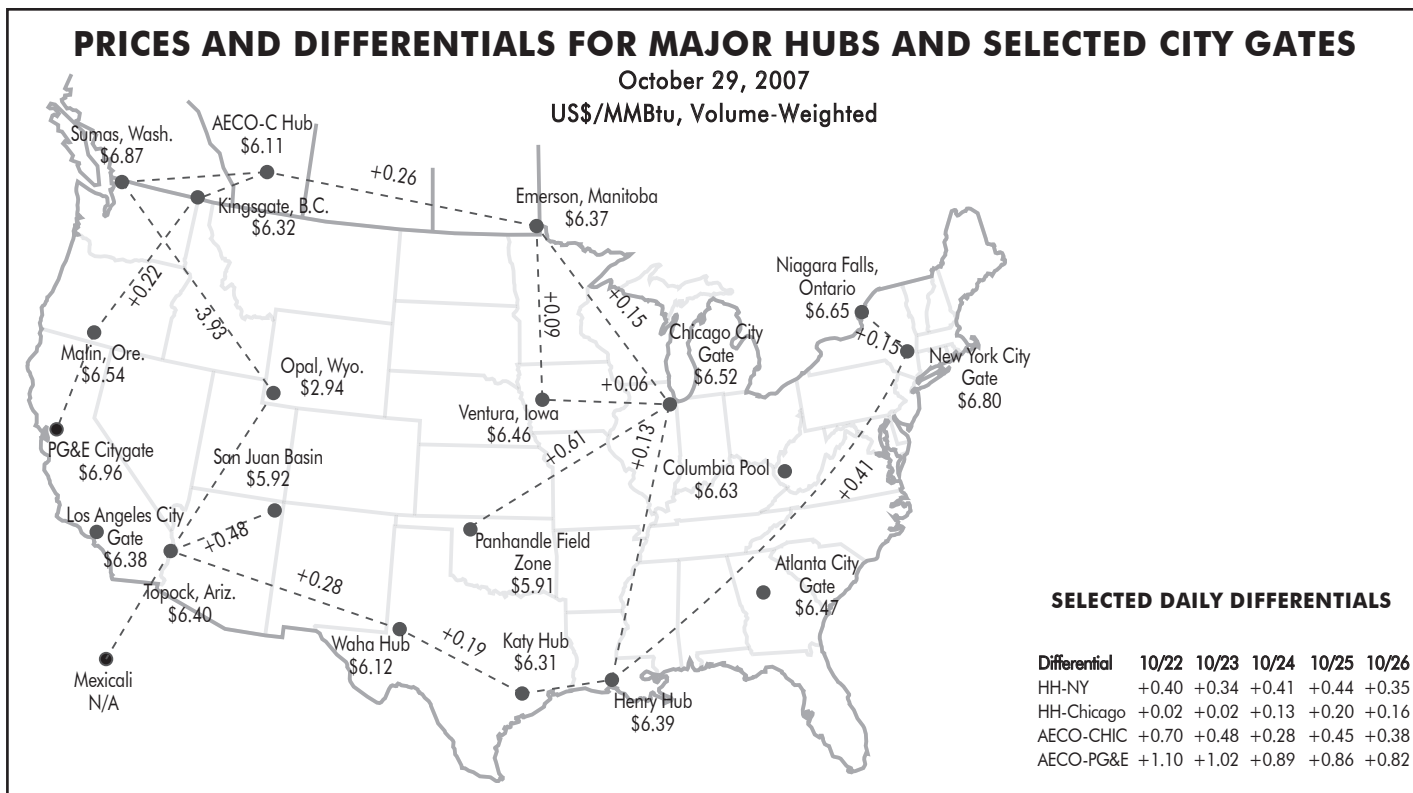 PRICES AND DIFFERENTIALS FOR MAJOR HUBS AND SELECTED CITY GATES
October 29, 2007
US$/MMBtu, Volume-Weighted
Sumas, Wash.
$6.87
AECO-C Hub
$6.11
+0.26
Kingsgate, B.C.
$6.32
Emerson, Manitoba
$6.37
Niagara Falls,
Ontario
$6.65
+0.22
-3.93
+0.09
+0.15
+0.15
Malin, Ore.
$6.54
Opal, Wyo.
$2.94
Chicago City
Gate
$6.52
New York City
Gate
$6.80
+0.06
Ventura, Iowa
$6.46
PG&E Citygate
$6.96
San Juan Basin
$5.92
+0.61
+0.13
Columbia Pool
$6.63
+0.41
Los Angeles City
Gate
$6.38
+0.48
Panhandle Field
Zone
$5.91
Atlanta City
Gate
$6.47
Topock, Ariz.
$6.40
+0.28
Waha Hub
$6.12
+0.19
Katy Hub
$6.31
Henry Hub
$6.39
Mexicali
N/A
SELECTED DAILY DIFFERENTIALS
Differential 10/22 10/23 10/24 10/25 10/26
HH-NY +0.40 +0.34 +0.41 +0.44 +0.35
HH-Chicago +0.02 +0.02 +0.13 +0.20 +0.16
AECO-CHIC +0.70 +0.48 +0.28 +0.45 +0.38
AECO-PG&E +1.10 +1.02 +0.89 +0.86 +0.82